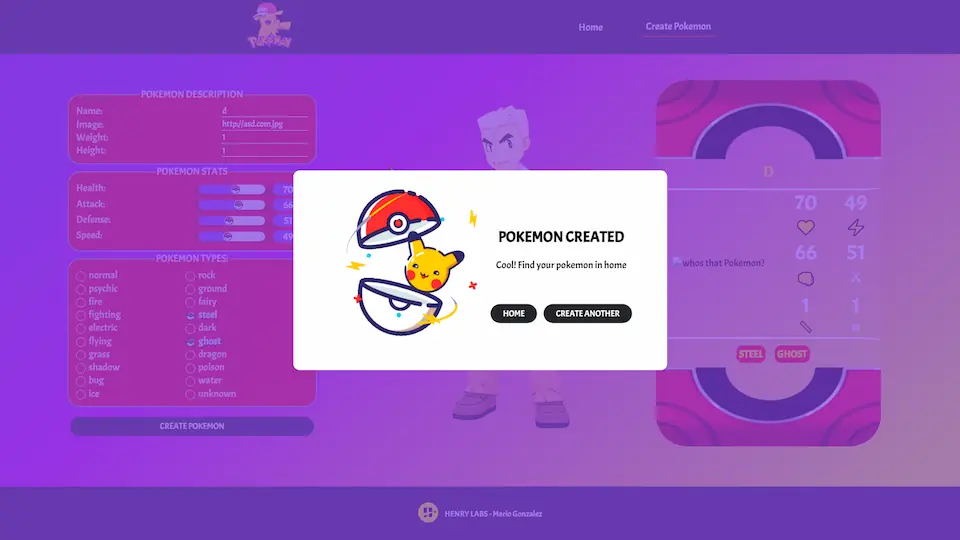 Pokémon
Home
Create Pokemon
POKEMON DESCRIPTION
Name: d
Image: http://asd.com.jpg
Weight: 1
Height: 1
POKEMON STATS
Health: 70
Attack: 66
Defense: 51
Speed: 49
POKEMON TYPES:
normal rock
psychic ground
fire fairy
fighting steel
electric dark
flying ghost
grass dragon
shadow poison
bug water
ice unknown
CREATE POKEMON
POKEMON CREATED
Cool! Find your pokemon in home
HOME
CREATE ANOTHER
D
70 49
66 51
whos that Pokemon?
1 1
STEEL GHOST
HENRY LABS - Mario Gonzalez